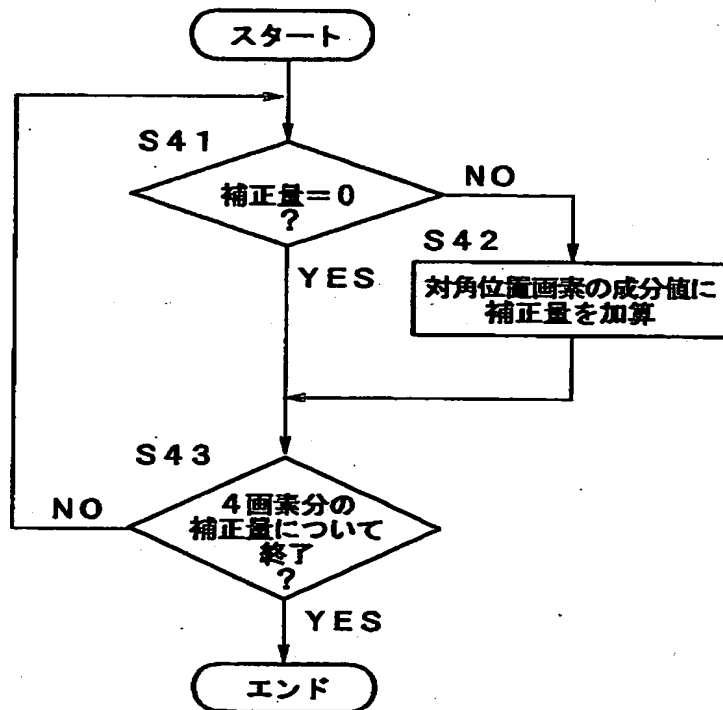 スタート
S41
補正量=0
?
NO
YES
S42
対角位置画素の成分値に
補正量を加算
S43
4画素分の
補正量について
終了
?
NO
YES
エンド